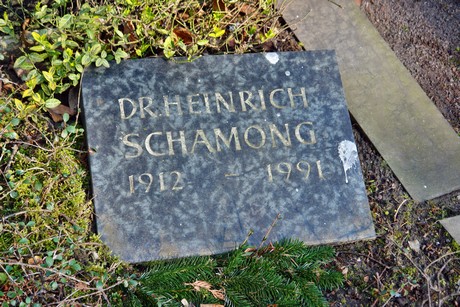 DR. HEINRICH
SCHAMONG
1912 – 1991